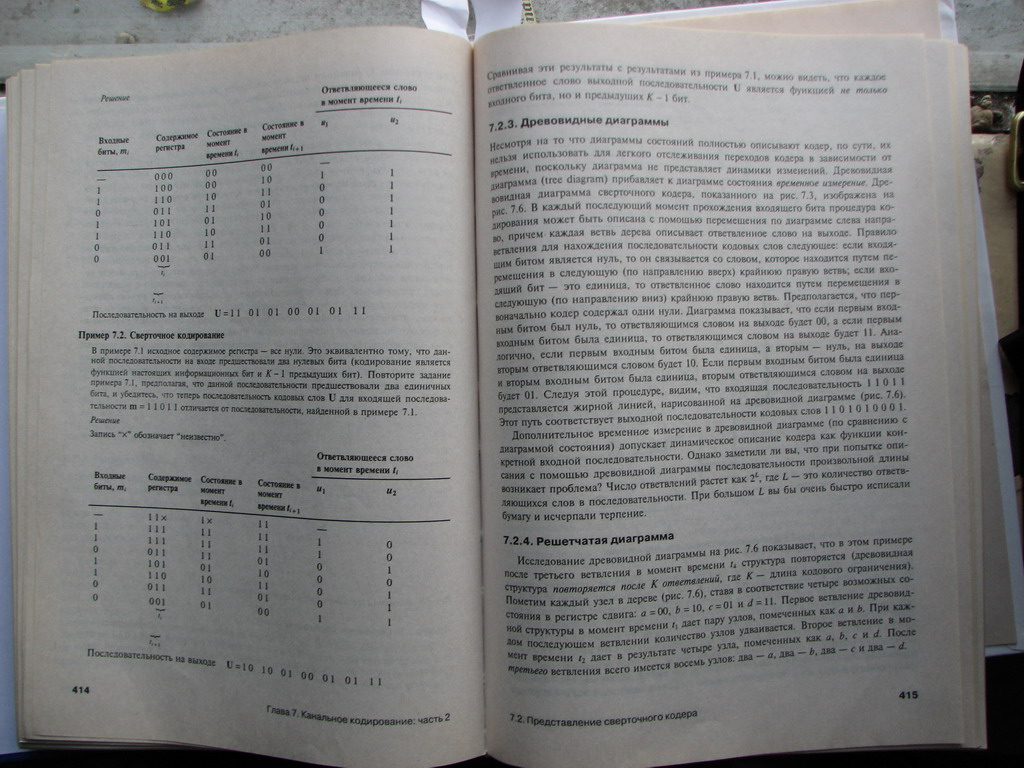 Решение
Ответвляющееся слово
в момент времени tᵢ
Входные биты, mᵢ Содержимое регистра Состояние в момент времени tᵢ Состояние в момент времени tᵢ₊₁ u₁ u₂
— 000 00 00 —
1 100 00 10 1 1
1 110 10 11 0 1
0 011 11 01 0 1
1 101 01 10 0 0
1 110 10 11 0 1
0 011 11 01 0 1
0 001 01 00 1 1
tᵢ
tᵢ₊₁
Последовательность на выходе U=11 01 01 00 01 01 11
Пример 7.2. Сверточное кодирование
В примере 7.1 исходное содержимое регистра — все нули. Это эквивалентно тому, что дан-
ной последовательности на входе предшествовали два нулевых бита (кодирование является
функцией настоящих информационных бит и K – 1 предыдущих бит). Повторите задание
примера 7.1, предполагая, что данной последовательности предшествовали два единичных
бита, и убедитесь, что теперь последовательность кодовых слов U для входящей последова-
тельности m = 1 1 0 1 1 отличается от последовательности, найденной в примере 7.1.
Решение
Запись "×" обозначает "неизвестно".
Ответвляющееся слово
в момент времени tᵢ
Входные биты, mᵢ Содержимое регистра Состояние в момент времени tᵢ Состояние в момент времени tᵢ₊₁ u₁ u₂
— 11× 1× 11 —
1 111 11 11 1 0
1 111 11 11 1 0
0 011 11 01 0 1
1 101 01 10 0 0
1 110 10 11 0 1
0 011 11 01 0 1
0 001 01 00 1 1
tᵢ
tᵢ₊₁
Последовательность на выходе U=10 10 01 00 01 01 11
414
Глава 7. Канальное кодирование: часть 2
Сравнивая эти результаты с результатами из примера 7.1, можно видеть, что каждое
ответвленное слово выходной последовательности U является функцией не только
входного бита, но и предыдущих K – 1 бит.
7.2.3. Древовидные диаграммы
Несмотря на то что диаграммы состояний полностью описывают кодер, по сути, их
нельзя использовать для легкого отслеживания переходов кодера в зависимости от
времени, поскольку диаграмма не представляет динамики изменений. Древовидная
диаграмма (tree diagram) прибавляет к диаграмме состояния временное измерение. Дре-
вовидная диаграмма сверточного кодера, показанного на рис. 7.3, изображена на
рис. 7.6. В каждый последующий момент прохождения входящего бита процедура ко-
дирования может быть описана с помощью перемещения по диаграмме слева напра-
во, причем каждая ветвь дерева описывает ответвленное слово на выходе. Правило
ветвления для нахождения последовательности кодовых слов следующее: если входя-
щим битом является нуль, то он связывается со словом, которое находится путем пе-
ремещения в следующую (по направлению вверх) крайнюю правую ветвь; если вхо-
дящий бит — это единица, то ответвленное слово находится путем перемещения в
следующую (по направлению вниз) крайнюю правую ветвь. Предполагается, что пер-
воначально кодер содержал одни нули. Диаграмма показывает, что если первым вход-
ным битом был нуль, то ответвляющимся словом на выходе будет 00, а если первым
входным битом была единица, то ответвляющимся словом на выходе будет 11. Ана-
логично, если первым входным битом была единица, а вторым — нуль, на выходе
вторым ответвляющимся словом будет 10. Если первым входным битом была единица
и вторым входным битом была единица, вторым ответвляющимся словом на выходе
будет 01. Следуя этой процедуре, видим, что входящая последовательность 1 1 0 1 1
представляется жирной линией, нарисованной на древовидной диаграмме (рис. 7.6).
Этот путь соответствует выходной последовательности кодовых слов 1 1 0 1 0 1 0 0 0 1.
Дополнительное временное измерение в древовидной диаграмме (по сравнению с
диаграммой состояния) допускает динамическое описание кодера как функции кон-
кретной входной последовательности. Однако заметили ли вы, что при попытке опи-
сания с помощью древовидной диаграммы последовательности произвольной длины
возникает проблема? Число ответвлений растет как 2ᴸ, где L — это количество ответв-
ляющихся слов в последовательности. При большом L вы бы очень быстро исписали
бумагу и исчерпали терпение.
7.2.4. Решетчатая диаграмма
Исследование древовидной диаграммы на рис. 7.6 показывает, что в этом примере
после третьего ветвления в момент времени t₄ структура повторяется (древовидная
структура повторяется после K ответвлений, где K — длина кодового ограничения).
Пометим каждый узел в дереве (рис. 7.6), ставя в соответствие четыре возможных со-
стояния в регистре сдвига: a = 00, b = 10, c = 01 и d = 11. Первое ветвление древовид-
ной структуры в момент времени t₁ дает пару узлов, помеченных как a и b. При каж-
дом последующем ветвлении количество узлов удваивается. Второе ветвление в мо-
мент времени t₂ дает в результате четыре узла, помеченных как a, b, c и d. После
третьего ветвления всего имеется восемь узлов: два — a, два — b, два — c и два — d.
7.2. Представление сверточного кодера
415